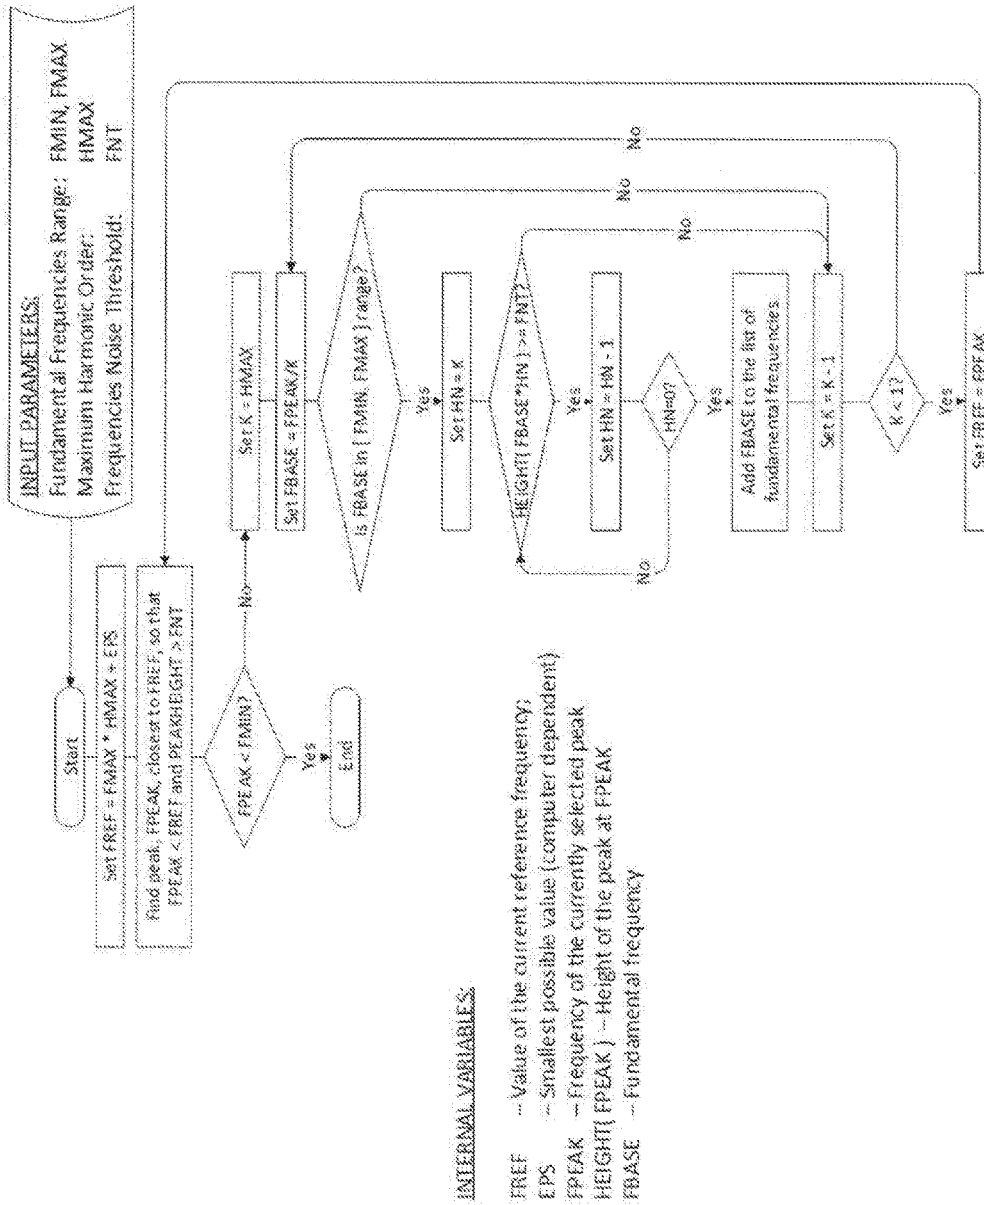 INPUT PARAMETERS:
Fundamental Frequencies Range: FMIN, FMAX
Maximum Harmonic Order: HMAX
Frequencies Noise Threshold: FNT
Start
Set FREF = FMAX * HMAX + EPS
Find peak, FPEAK, closest to FREF, so that
FPEAK < FREF and PEAKHEIGHT > FNT
FPEAK < FMIN?
No
Yes
End
Set K = HMAX
Set FBASE = FPEAK/K
Is FBASE in [ FMIN, FMAX ] range?
No
Yes
Set HN = K
HEIGHT( FBASE*HN ) >= FNT?
No
Yes
Set HN = HN - 1
HN=0?
No
Yes
Add FBASE to the list of
fundamental frequencies
Set K = K - 1
K < 1?
No
Yes
Set FREF = FPEAK
INTERNAL VARIABLES:
FREF -- Value of the current reference frequency;
EPS -- Smallest possible value (computer dependent)
FPEAK -- Frequency of the currently selected peak
HEIGHT( FPEAK ) -- Height of the peak at FPEAK
FBASE -- Fundamental frequency